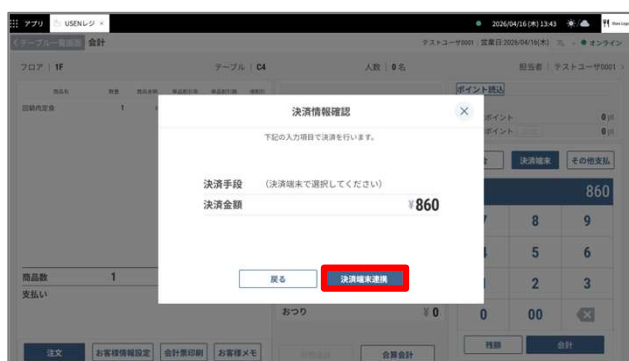 アプリ USENレジ × 2026/04/16(木) 13:43
テーブル一覧画面 会計 テストユーザ0001 営業日:2026/04/16(木) オンライン
フロア | 1F テーブル | C4 人数 | 0 名 担当者 | テストユーザ0001
商品名 数量 ポイント読込
回鍋肉定食 1
決済情報確認 ×
下記の入力項目で決済を行います。
ポイント 0 pt
ポイント 0 pt
決済端末 その他支払
決済手段 (決済端末で選択してください)
決済金額 ¥860
860
7 8 9
戻る 決済端末連携
5 6
商品数 1
2 3
支払い
おつり ¥ 0
0 00
注文 お客様情報設定 会計票印刷 お客様メモ 合算会計 残額 会計